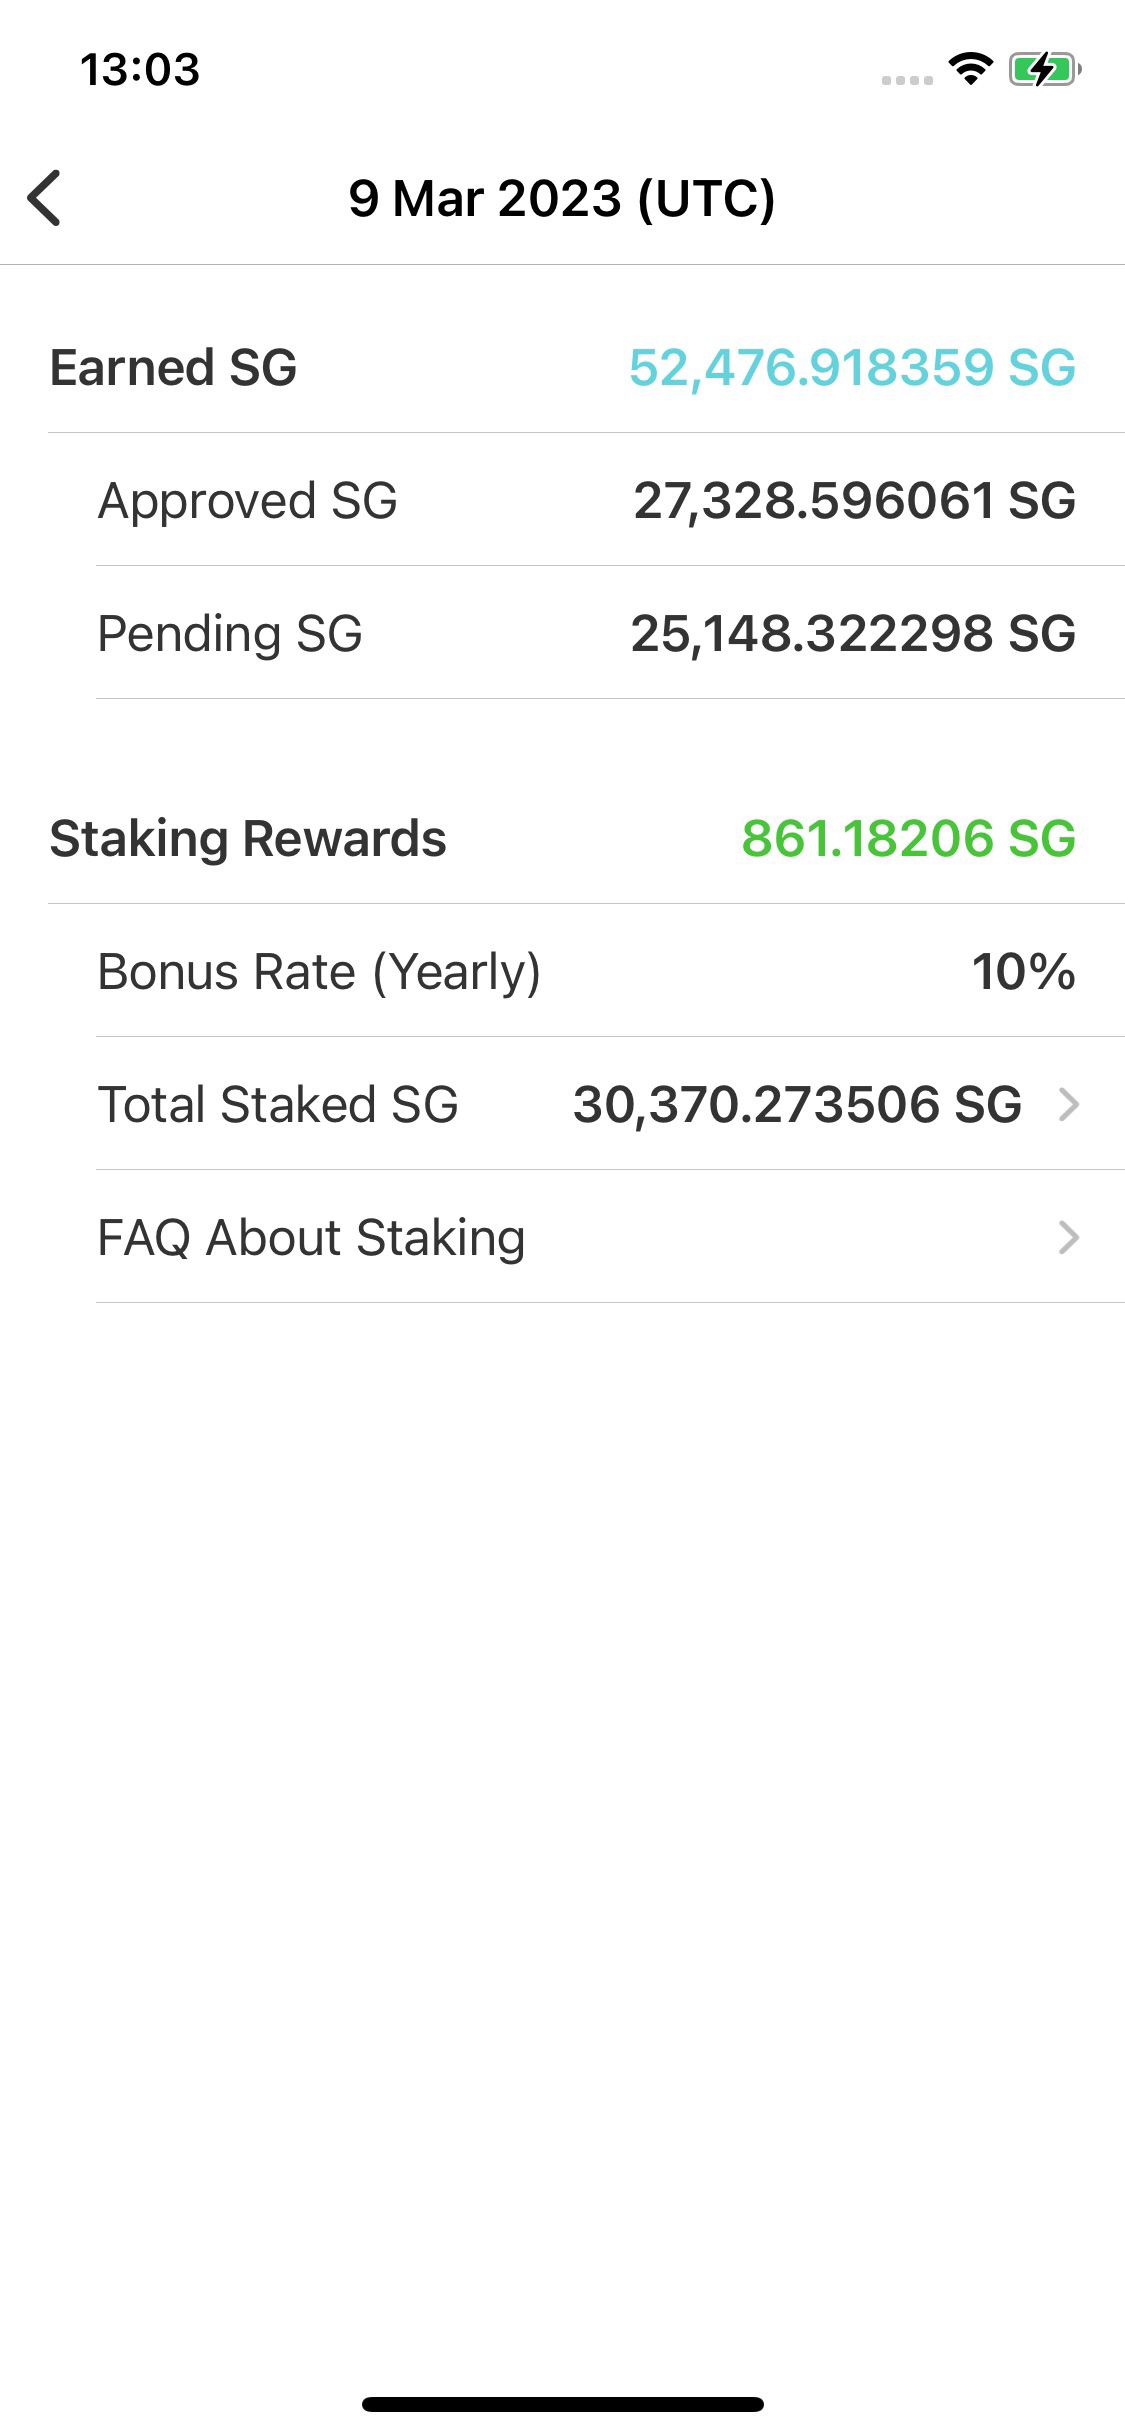 13:03
9 Mar 2023 (UTC)
Earned SG 52,476.918359 SG
Approved SG 27,328.596061 SG
Pending SG 25,148.322298 SG
Staking Rewards 861.18206 SG
Bonus Rate (Yearly) 10%
Total Staked SG 30,370.273506 SG
FAQ About Staking